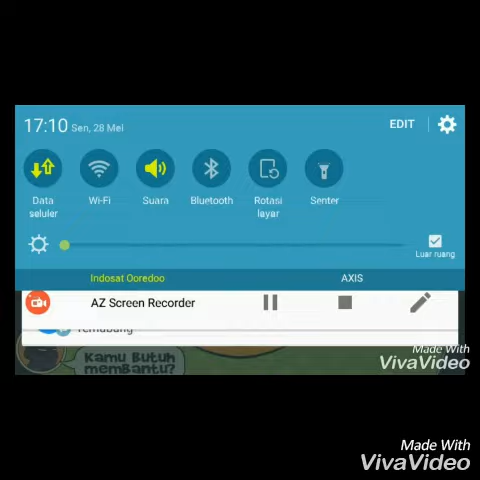 17:10 Sen, 28 Mei
EDIT
Data seluler
Wi-Fi
Suara
Bluetooth
Rotasi layar
Senter
Luar ruang
Indosat Ooredoo
AXIS
AZ Screen Recorder
Kamu butuh
membantu?
Made With
VivaVideo
Made With
VivaVideo